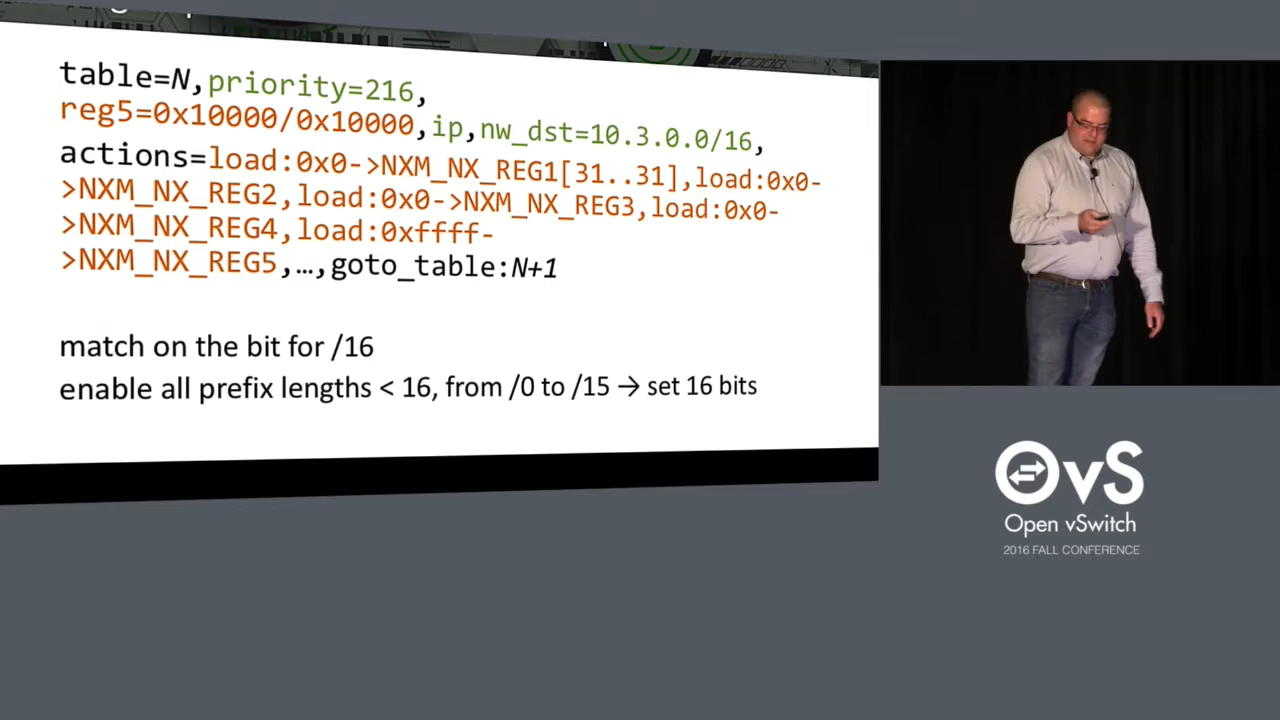 table=N,priority=216,
reg5=0x10000/0x10000,ip,nw_dst=10.3.0.0/16,
actions=load:0x0->NXM_NX_REG1[31..31],load:0x0-
>NXM_NX_REG2,load:0x0->NXM_NX_REG3,load:0x0-
>NXM_NX_REG4,load:0xffff-
>NXM_NX_REG5,…,goto_table:N+1
match on the bit for /16
enable all prefix lengths < 16, from /0 to /15 → set 16 bits
OvS
Open vSwitch
2016 FALL CONFERENCE